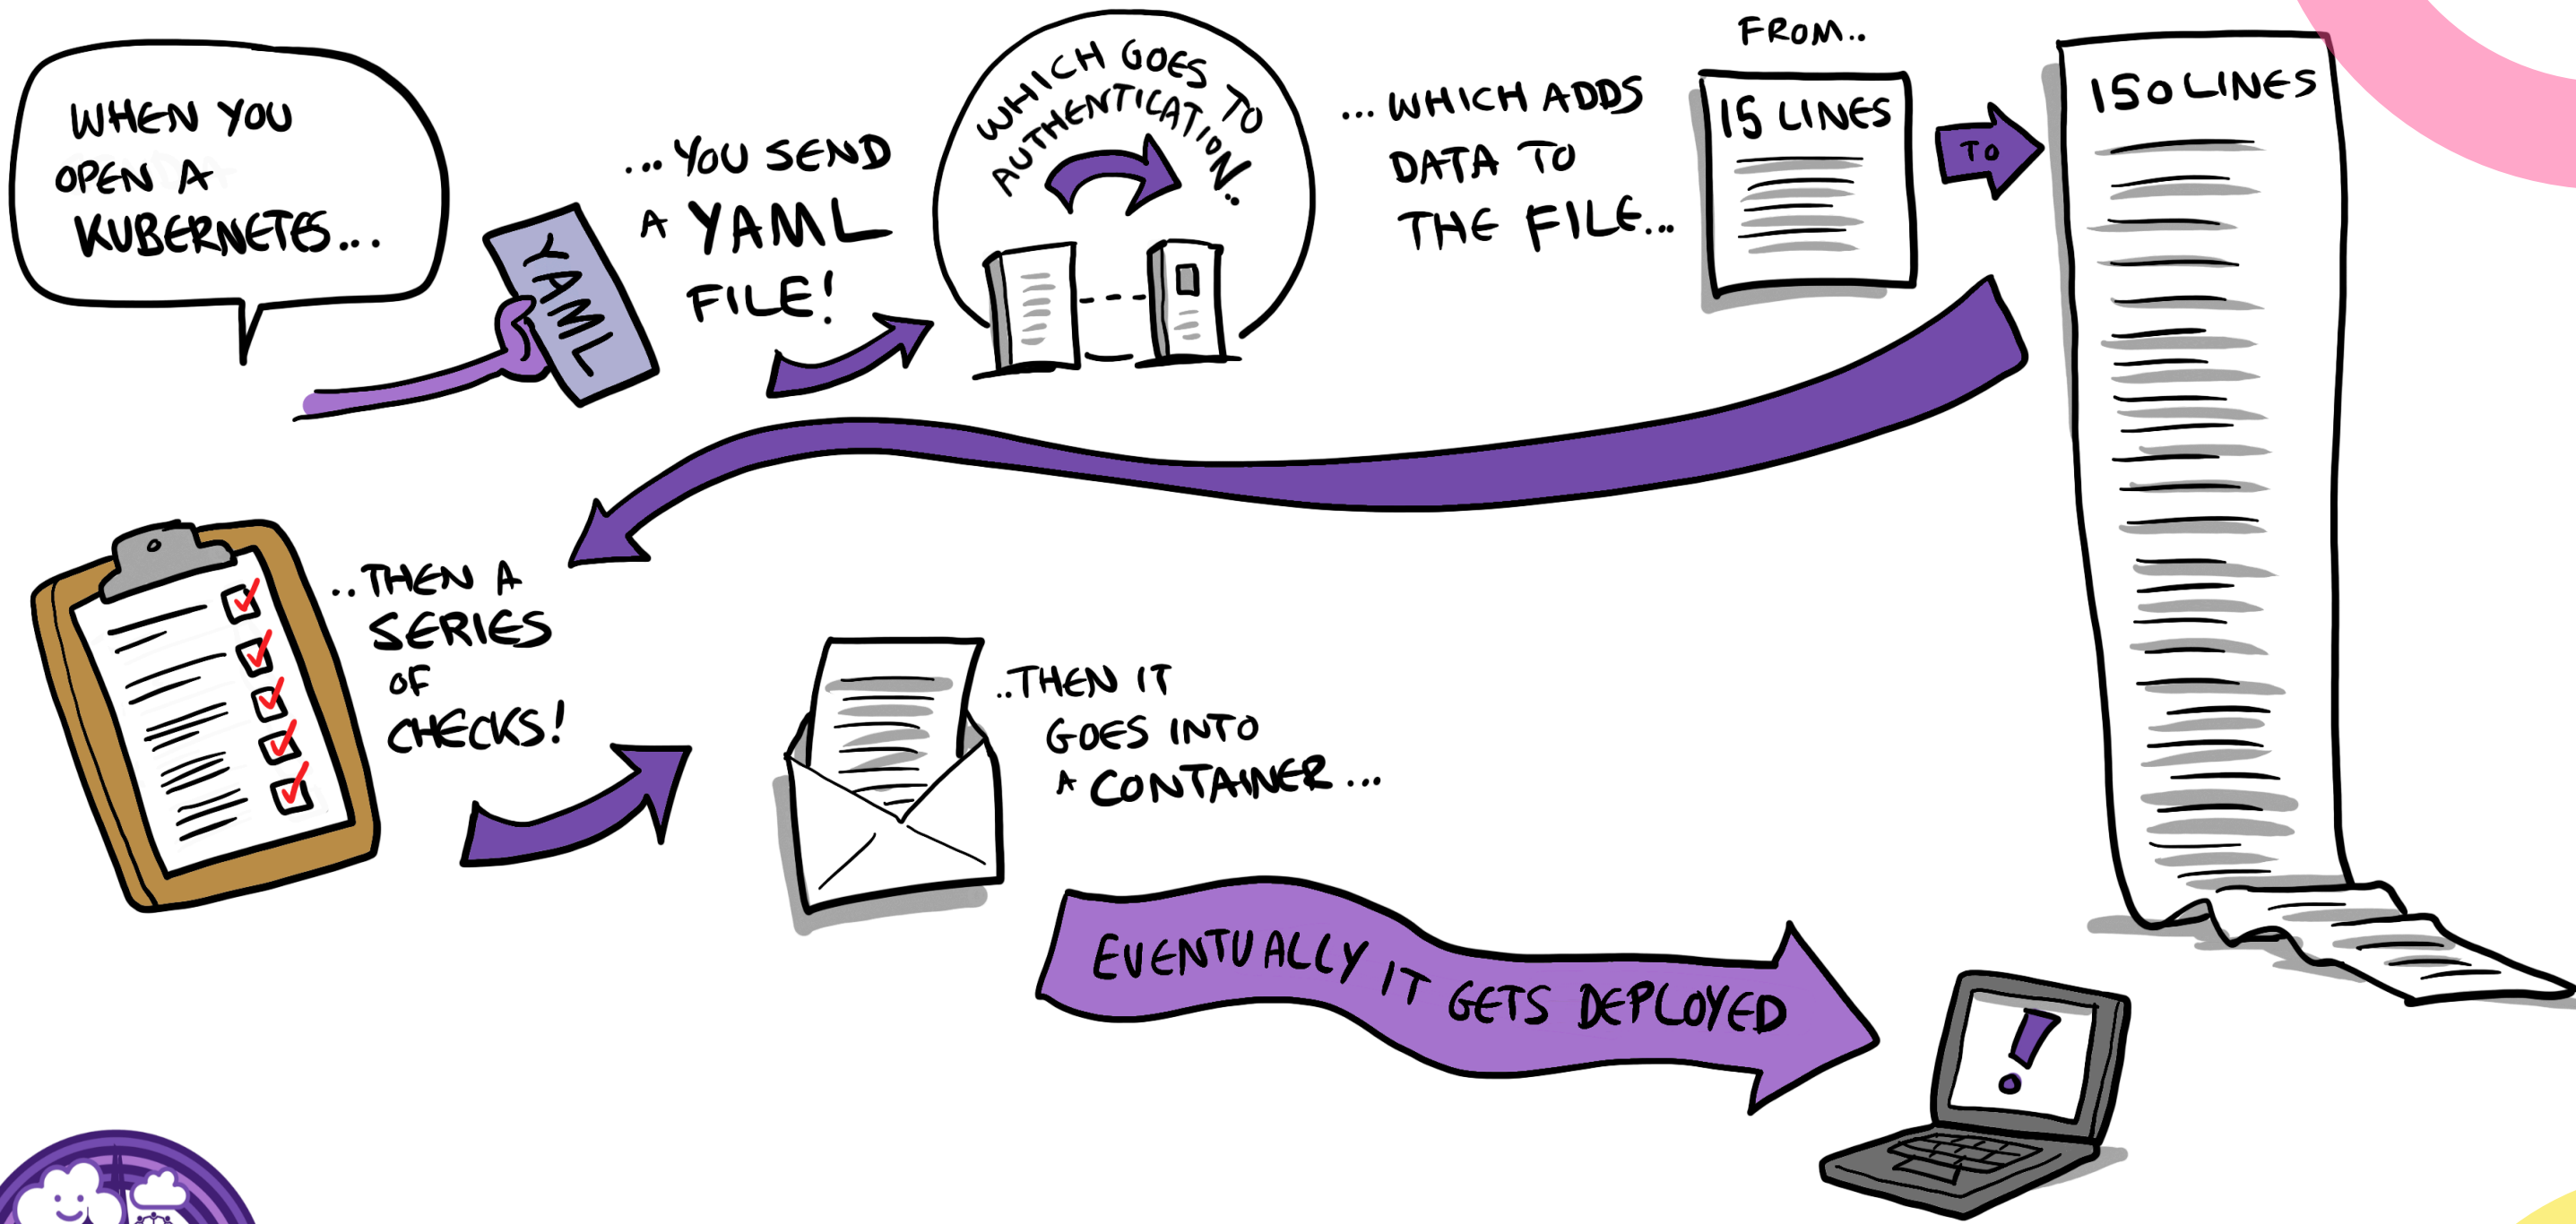 WHEN YOU
OPEN A
KUBERNETES...
YAML
... YOU SEND
A YAML
FILE!
WHICH GOES TO
AUTHENTICATION..
... WHICH ADDS
DATA TO
THE FILE...
FROM..
15 LINES
TO
150 LINES
..THEN A
SERIES
OF
CHECKS!
..THEN IT
GOES INTO
A CONTAINER ...
EVENTUALLY IT GETS DEPLOYED
!